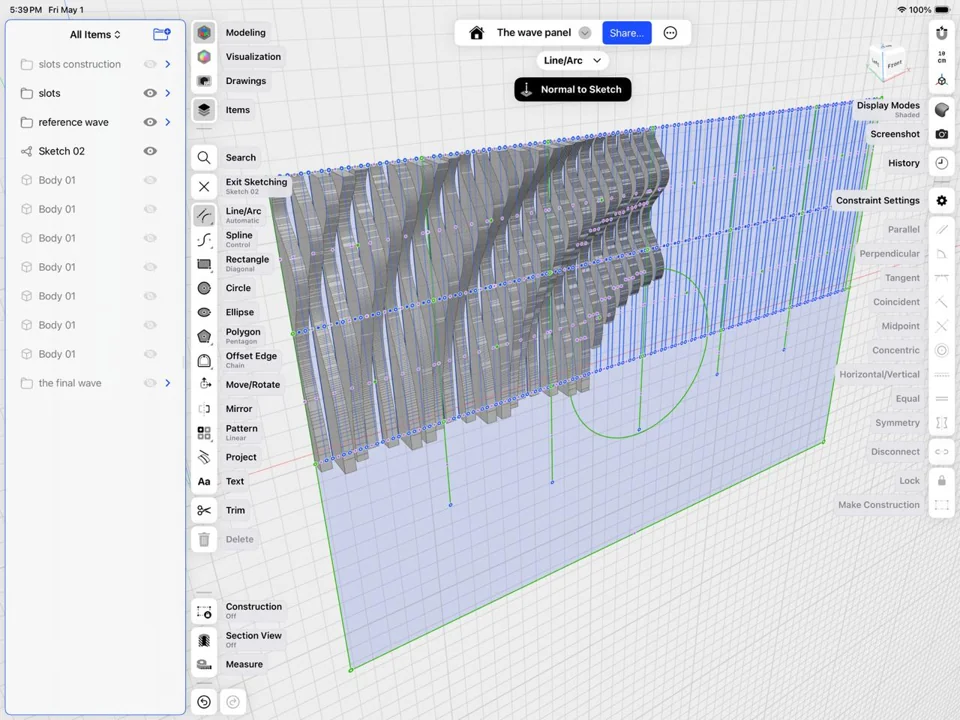 5:39 PM Fri May 1
100%
All Items
slots construction
slots
reference wave
Sketch 02
Body 01
Body 01
Body 01
Body 01
Body 01
Body 01
Body 01
the final wave
Modeling
Visualization
Drawings
Items
Search
Exit Sketching
Sketch 02
Line/Arc
Automatic
Spline
Control
Rectangle
Diagonal
Circle
Ellipse
Polygon
Pentagon
Offset Edge
Chain
Move/Rotate
Mirror
Pattern
Linear
Project
Aa Text
Trim
Delete
Construction
Off
Section View
Off
Measure
The wave panel
Share...
Line/Arc
Normal to Sketch
Front
10
cm
Display Modes
Shaded
Screenshot
History
Constraint Settings
Parallel
Perpendicular
Tangent
Coincident
Midpoint
Concentric
Horizontal/Vertical
Equal
Symmetry
Disconnect
Lock
Make Construction